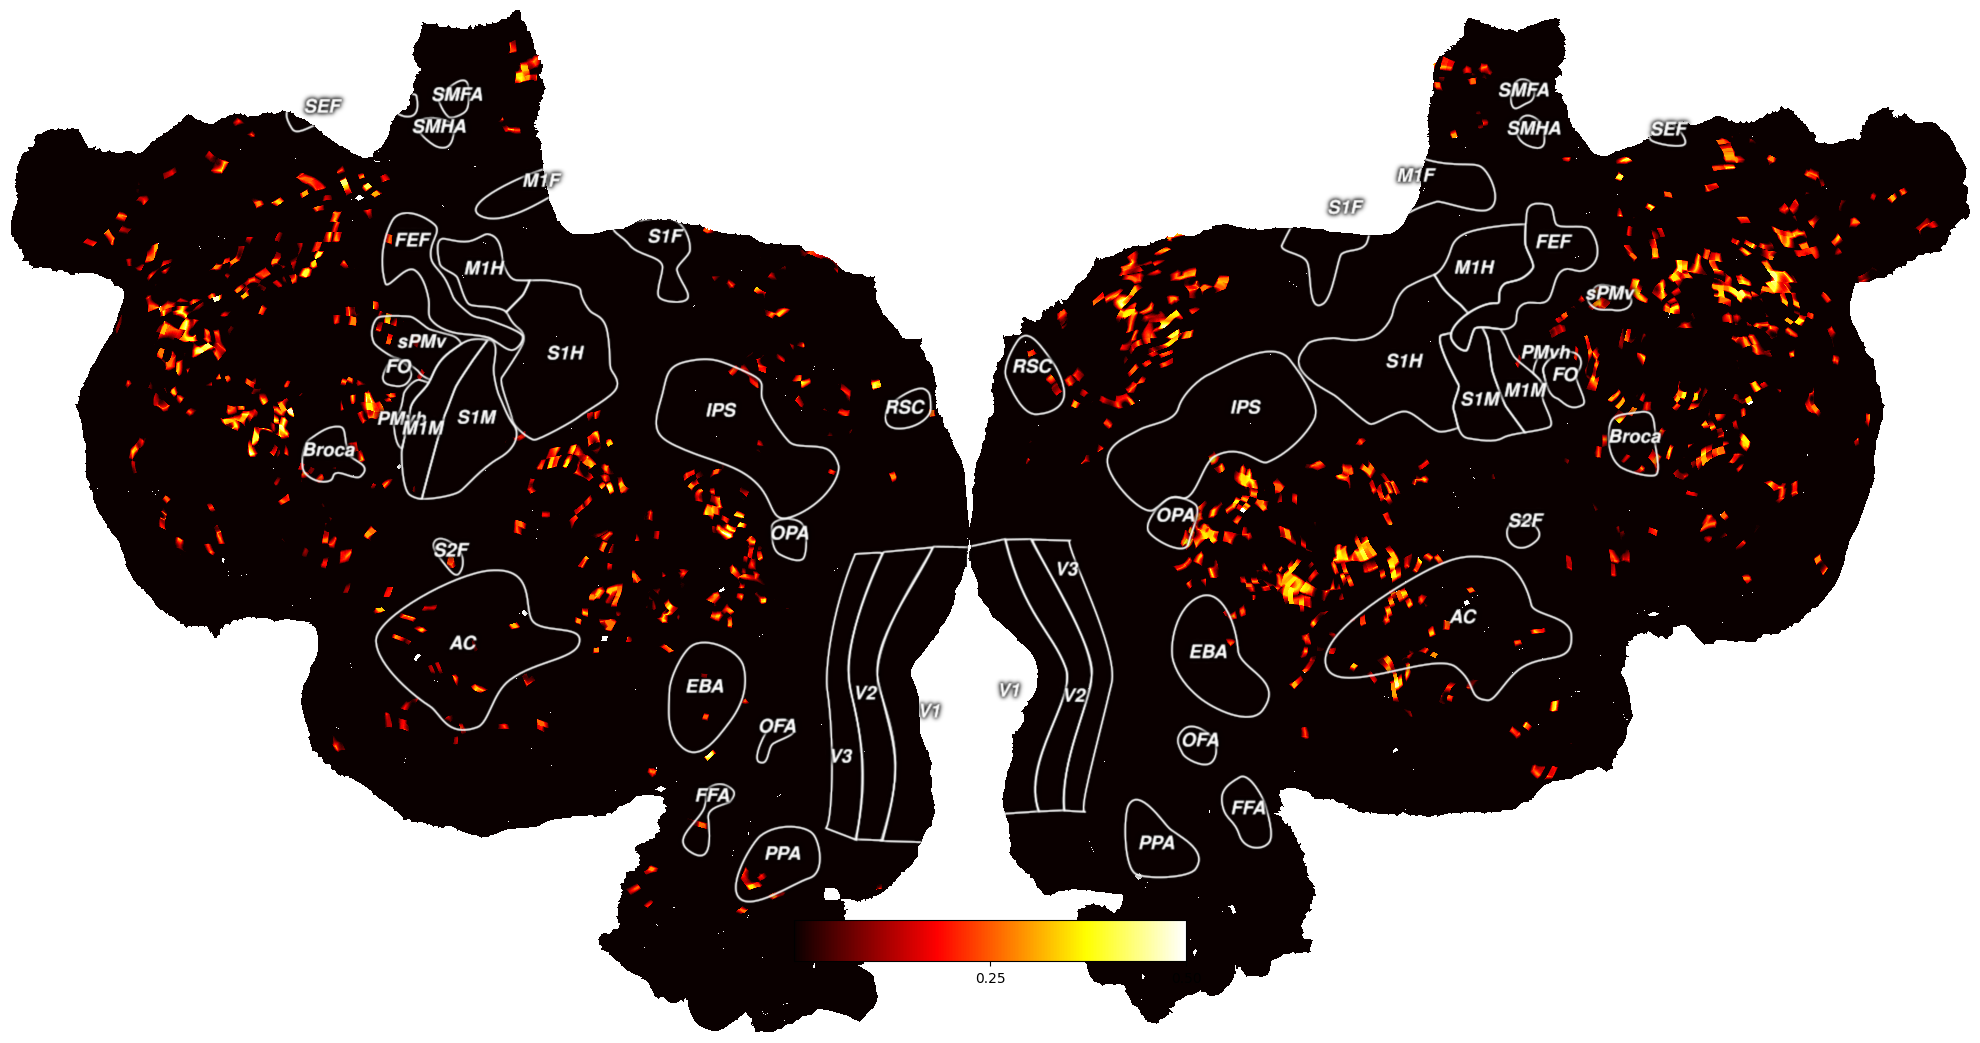 SMFA
SEF
SMHA
M1F
S1F
FEF
M1H
sPMv
S1H
FO
IPS
RSC
PMvh
M1M
S1M
Broca
OPA
S2F
AC
EBA
V2
V1
OFA
V3
FFA
PPA
SMFA
SMHA
SEF
M1F
S1F
FEF
M1H
sPMv
PMvh
S1H
RSC
FO
M1M
S1M
IPS
Broca
OPA
S2F
V3
AC
EBA
V1
V2
OFA
FFA
PPA
0.25